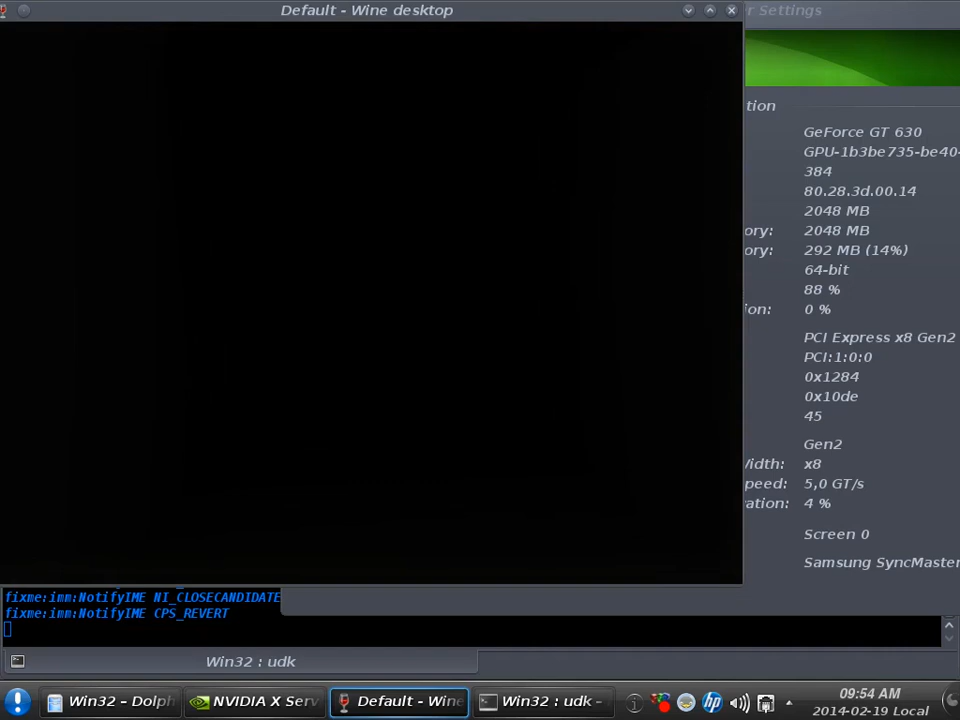 Default - Wine desktop
r Settings
tion
GeForce GT 630
GPU-1b3be735-be40-
384
80.28.3d.00.14
2048 MB
ory: 2048 MB
ory: 292 MB (14%)
64-bit
88 %
ion: 0 %
PCI Express x8 Gen2
PCI:1:0:0
0x1284
0x10de
45
Gen2
Width: x8
peed: 5,0 GT/s
ation: 4 %
Screen 0
Samsung SyncMaster
fixme:imm:NotifyIME NI_CLOSECANDIDATE
fixme:imm:NotifyIME CPS_REVERT
Win32 : udk
Win32 – Dolph
NVIDIA X Serv
Default - Wine
Win32 : udk –
hp
09:54 AM
2014-02-19 Local